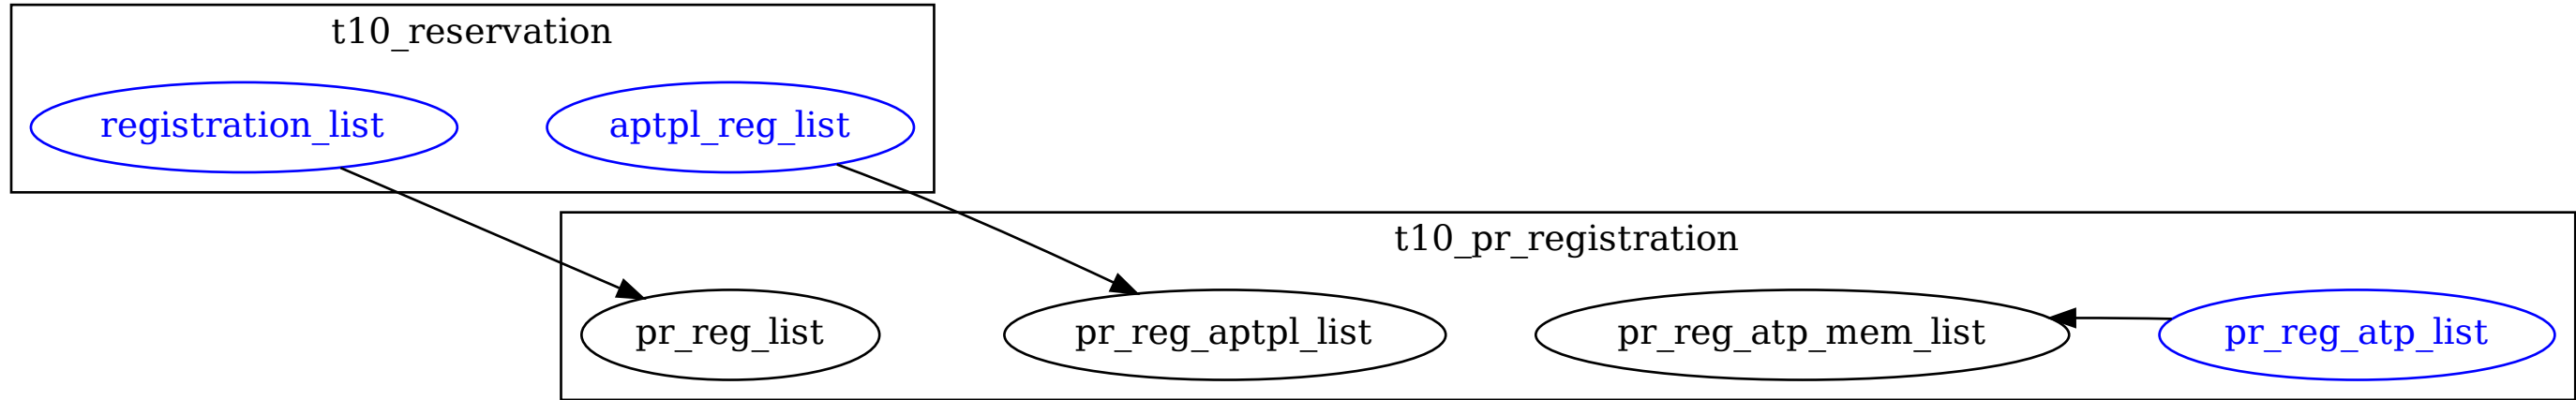 t10_reservation
registration_list
aptpl_reg_list
t10_pr_registration
pr_reg_list
pr_reg_aptpl_list
pr_reg_atp_mem_list
pr_reg_atp_list